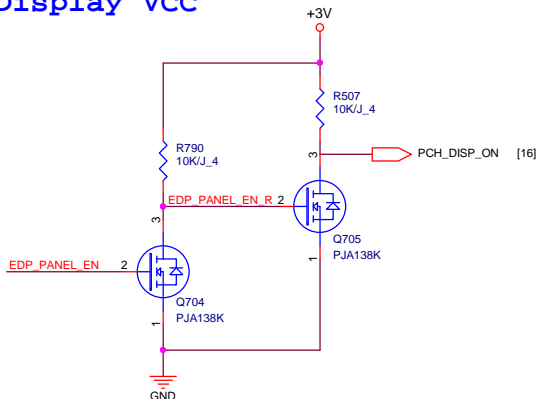 Display VCC
+3V
R507
10K/J_4
R790
10K/J_4
3
PCH_DISP_ON [16]
EDP_PANEL_EN_R 2
3
Q705
PJA138K
1
EDP_PANEL_EN 2
Q704
PJA138K
1
GND